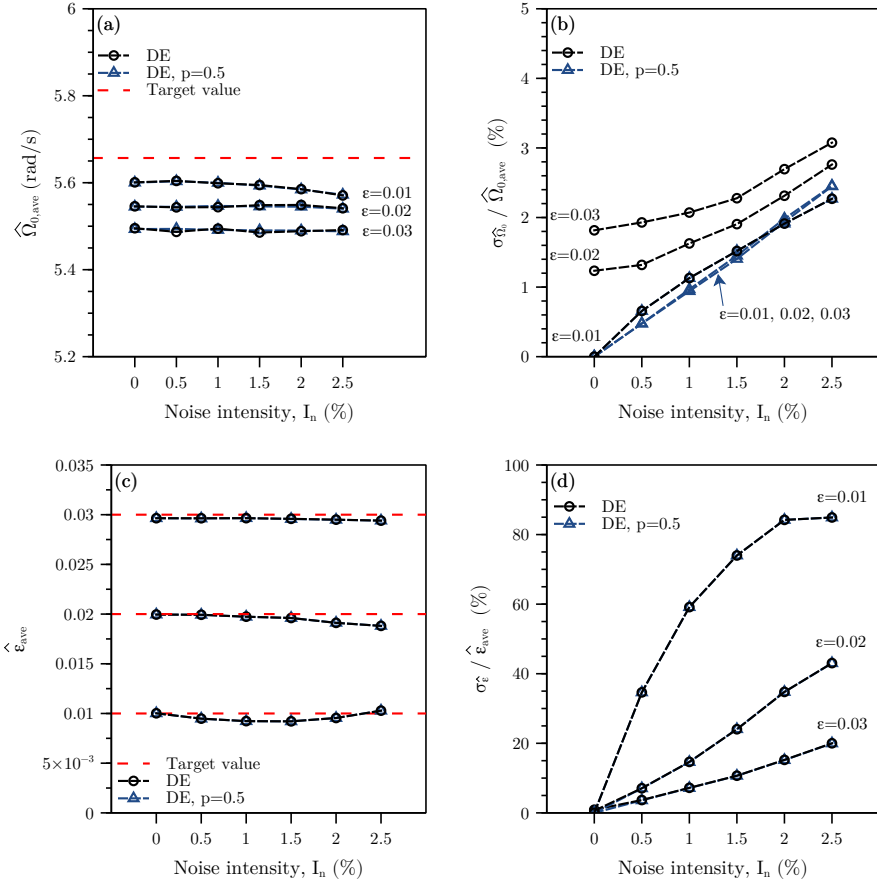 (a)
6
5.8
5.6
5.4
5.2
DE
DE, p=0.5
Target value
ε=0.01
ε=0.02
ε=0.03
0 0.5 1 1.5 2 2.5
Noise intensity, Iₙ (%)
Ω̂₀,ₐᵥₑ (rad/s)
(b)
5
4
3
2
1
0
DE
DE, p=0.5
ε=0.03
ε=0.02
ε=0.01
ε=0.01, 0.02, 0.03
0 0.5 1 1.5 2 2.5
Noise intensity, Iₙ (%)
σ_Ω̂₀ / Ω̂₀,ₐᵥₑ (%)
(c)
0.035
0.03
0.025
0.02
0.015
0.01
5×10⁻³
0
Target value
DE
DE, p=0.5
0 0.5 1 1.5 2 2.5
Noise intensity, Iₙ (%)
ε̂ₐᵥₑ
(d)
100
80
60
40
20
0
DE
DE, p=0.5
ε=0.01
ε=0.02
ε=0.03
0 0.5 1 1.5 2 2.5
Noise intensity, Iₙ (%)
σ_ε̂ / ε̂ₐᵥₑ (%)